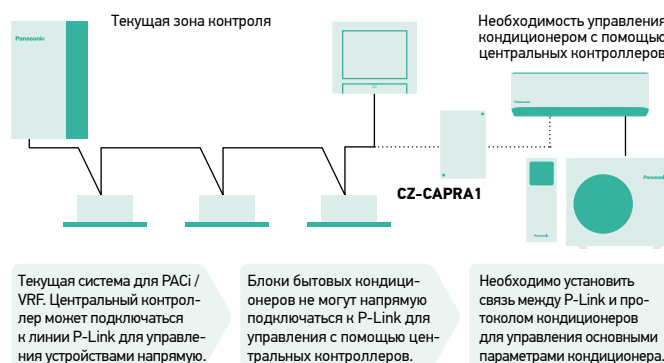 Текущая зона контроля
Необходимость управления
кондиционером с помощью
центральных контроллеров
Panasonic
Panasonic
Panasonic
Panasonic
CZ-CAPRA1
Текущая система для PACi /
VRF. Центральный контрол-
лер может подключаться
к линии P-Link для управле-
ния устройствами напрямую.
Блоки бытовых кондици-
онеров не могут напрямую
подключаться к P-Link для
управления с помощью цен-
тральных контроллеров.
Необходимо установить
связь между P-Link и про-
токолом кондиционеров
для управления основными
параметрами кондиционера.